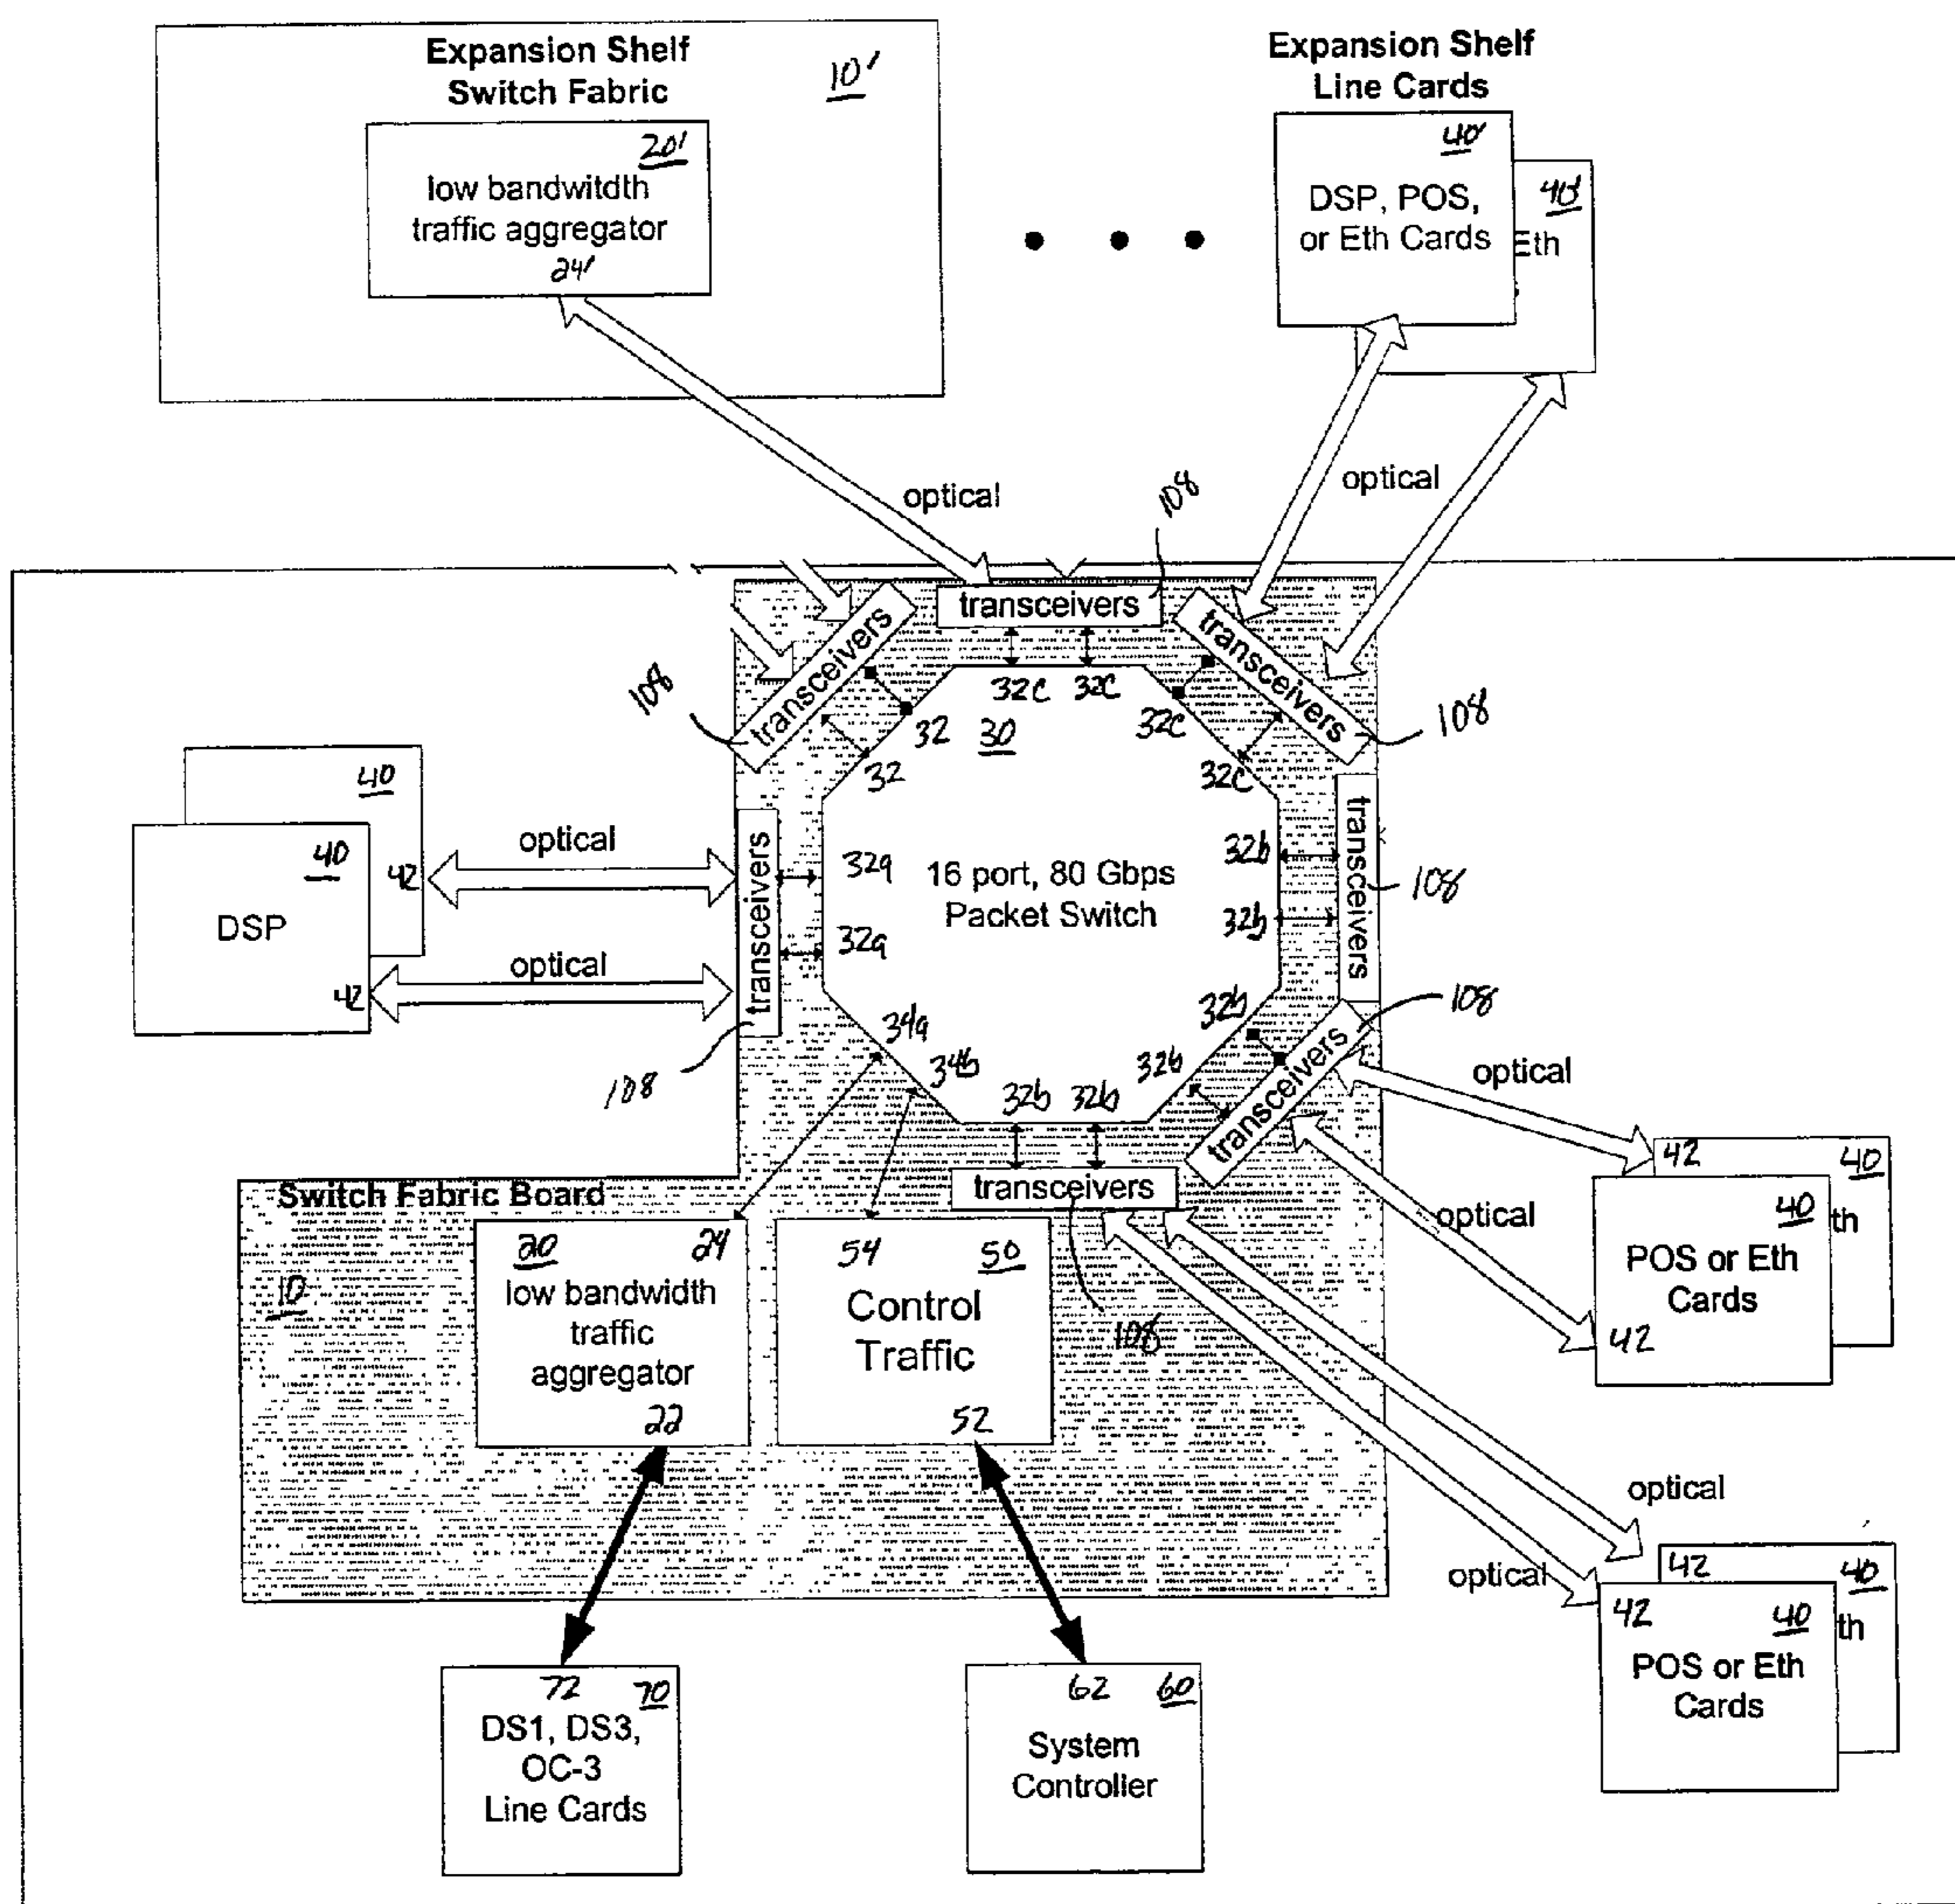 Expansion Shelf
Switch Fabric
10'
20'
low bandwitdth
traffic aggregator
24'
Expansion Shelf
Line Cards
40'
DSP, POS,
or Eth Cards
40'
Eth
optical
optical
108
transceivers
transceivers
108
transceivers
108
32c 32c
32
30
32c
32
32c
40
40
42
DSP
42
optical
optical
transceivers
108
32a
32a
16 port, 80 Gbps
Packet Switch
32b
32b
transceivers
108
34a
34b
32b 32b
32b
32b
transceivers
108
optical
optical
transceivers
108
Switch Fabric Board
10
20
24
low bandwidth
traffic
aggregator
22
54
50
Control
Traffic
52
42
40
40
th
POS or Eth
Cards
42
optical
optical
42
40
42
40
th
POS or Eth
Cards
72
70
DS1, DS3,
OC-3
Line Cards
62
60
System
Controller